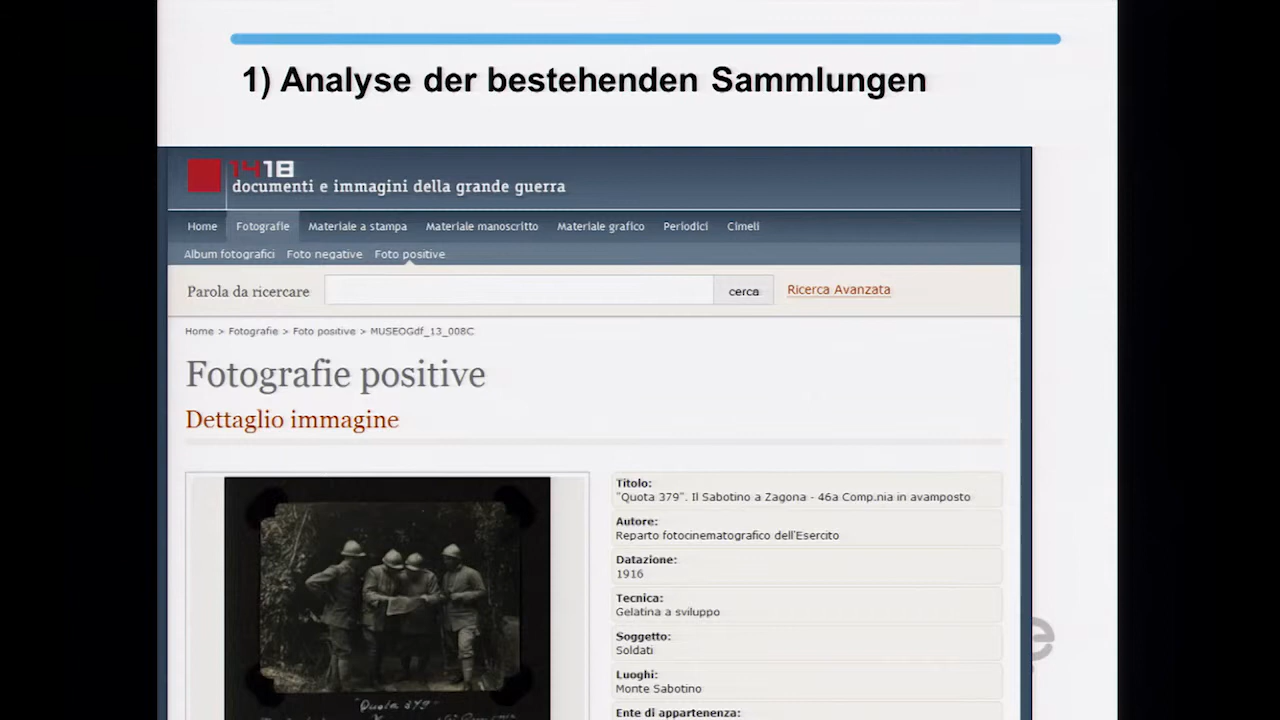 1) Analyse der bestehenden Sammlungen
1418
documenti e immagini della grande guerra
Home Fotografie Materiale a stampa Materiale manoscritto Materiale grafico Periodici Cimeli
Album fotografici Foto negative Foto positive
Parola da ricercare cerca Ricerca Avanzata
Home > Fotografie > Foto positive > MUSEOGdf_13_008C
Fotografie positive
Dettaglio immagine
Titolo:
"Quota 379". Il Sabotino a Zagona - 46a Comp.nia in avamposto
Autore:
Reparto fotocinematografico dell'Esercito
Datazione:
1916
Tecnica:
Gelatina a sviluppo
Soggetto:
Soldati
Luoghi:
Monte Sabotino
Ente di appartenenza:
"Quota 379"